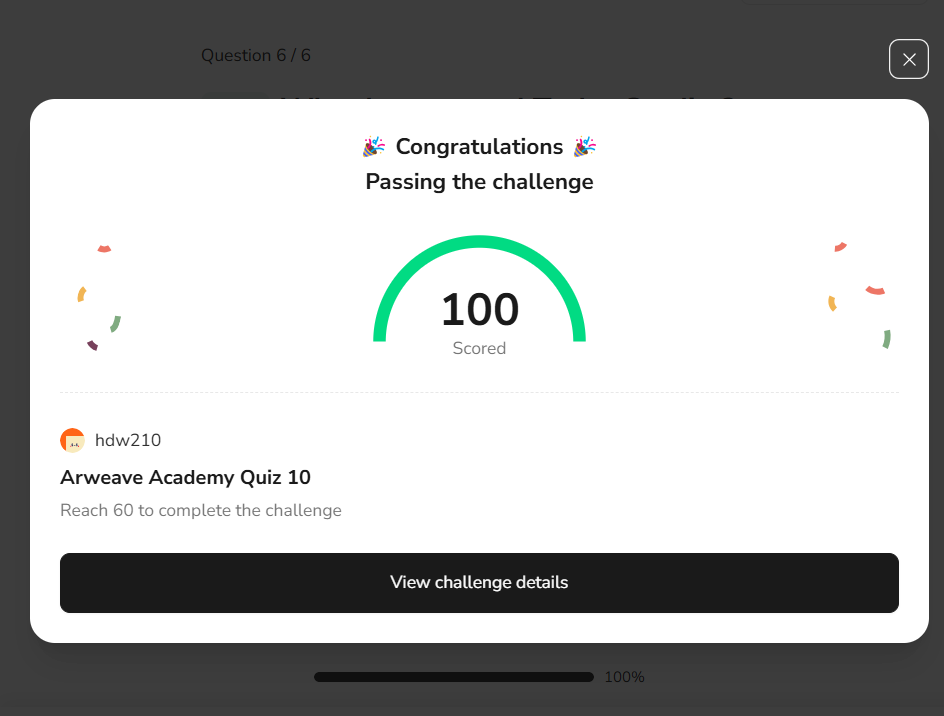 Question 6 / 6
Congratulations
Passing the challenge
100
Scored
hdw210
Arweave Academy Quiz 10
Reach 60 to complete the challenge
View challenge details
100%